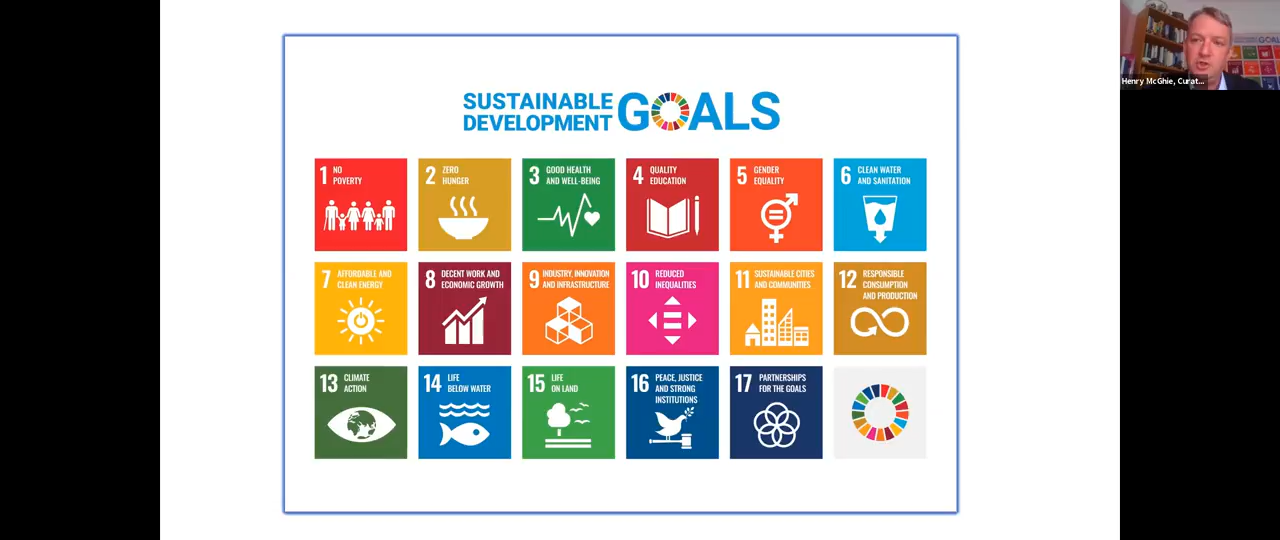 Henry McGhie, Curat...
SUSTAINABLE
DEVELOPMENT
GOALS
1 NO
POVERTY
2 ZERO
HUNGER
3 GOOD HEALTH
AND WELL-BEING
4 QUALITY
EDUCATION
5 GENDER
EQUALITY
6 CLEAN WATER
AND SANITATION
7 AFFORDABLE AND
CLEAN ENERGY
8 DECENT WORK AND
ECONOMIC GROWTH
9 INDUSTRY, INNOVATION
AND INFRASTRUCTURE
10 REDUCED
INEQUALITIES
11 SUSTAINABLE CITIES
AND COMMUNITIES
12 RESPONSIBLE
CONSUMPTION
AND PRODUCTION
13 CLIMATE
ACTION
14 LIFE
BELOW WATER
15 LIFE
ON LAND
16 PEACE, JUSTICE
AND STRONG
INSTITUTIONS
17 PARTNERSHIPS
FOR THE GOALS